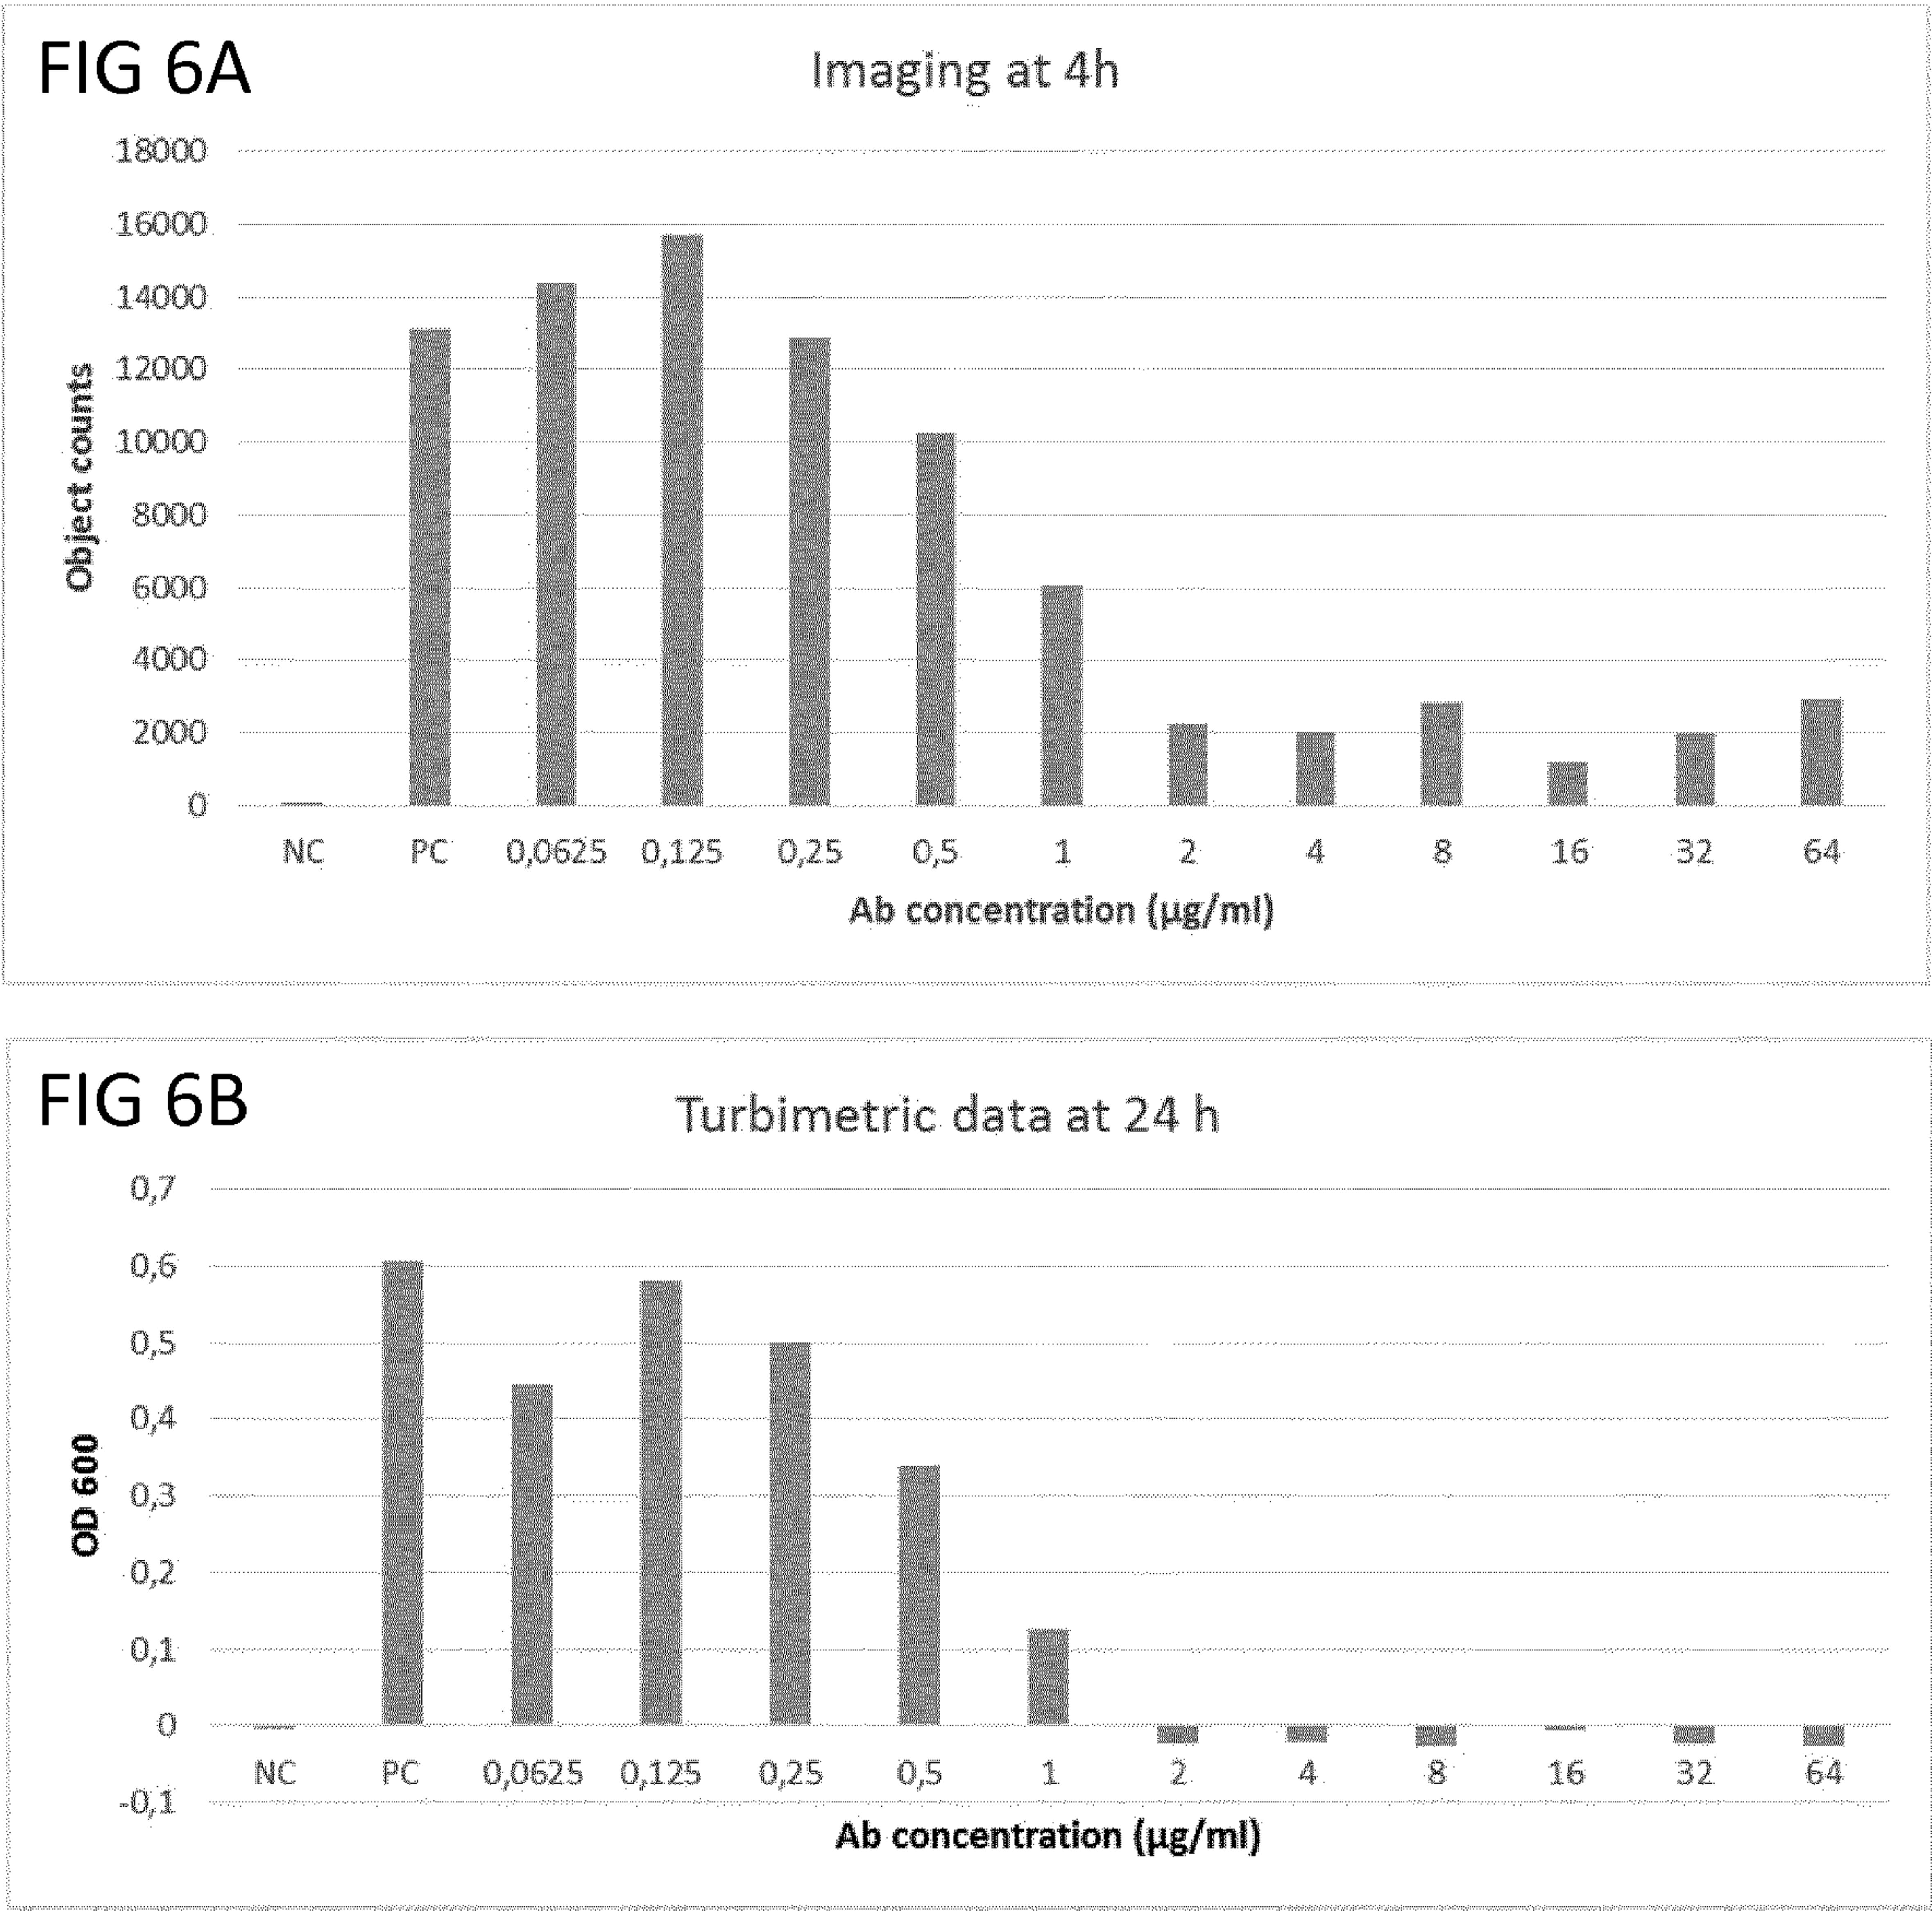 FIG 6A
Imaging at 4h
18000
16000
14000
12000
10000
8000
6000
4000
2000
0
Object counts
NC PC 0,0625 0,125 0,25 0,5 1 2 4 8 16 32 64
Ab concentration (µg/ml)
FIG 6B
Turbimetric data at 24 h
0,7
0,6
0,5
0,4
0,3
0,2
0,1
0
-0,1
OD 600
NC PC 0,0625 0,125 0,25 0,5 1 2 4 8 16 32 64
Ab concentration (µg/ml)